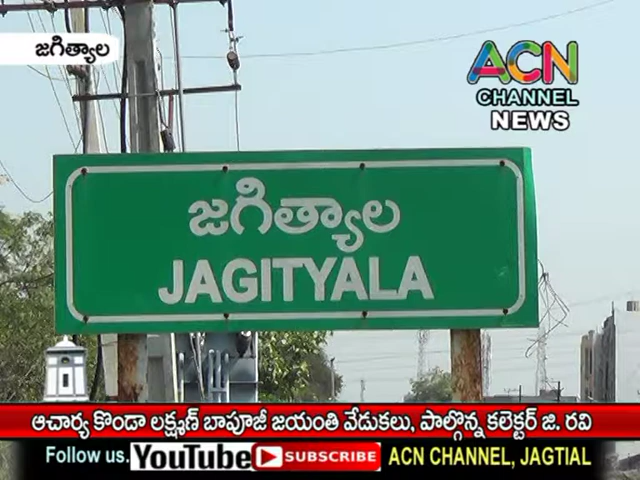 జగిత్యాల
ACN
CHANNEL
NEWS
జగిత్యాల
JAGITYALA
ఆచార్య కొండా లక్ష్మణ్ బాపూజీ జయంతి వేడుకలు, పాల్గొన్న కలెక్టర్ జి. రవి
Follow us. YouTube SUBSCRIBE ACN CHANNEL, JAGTIAL